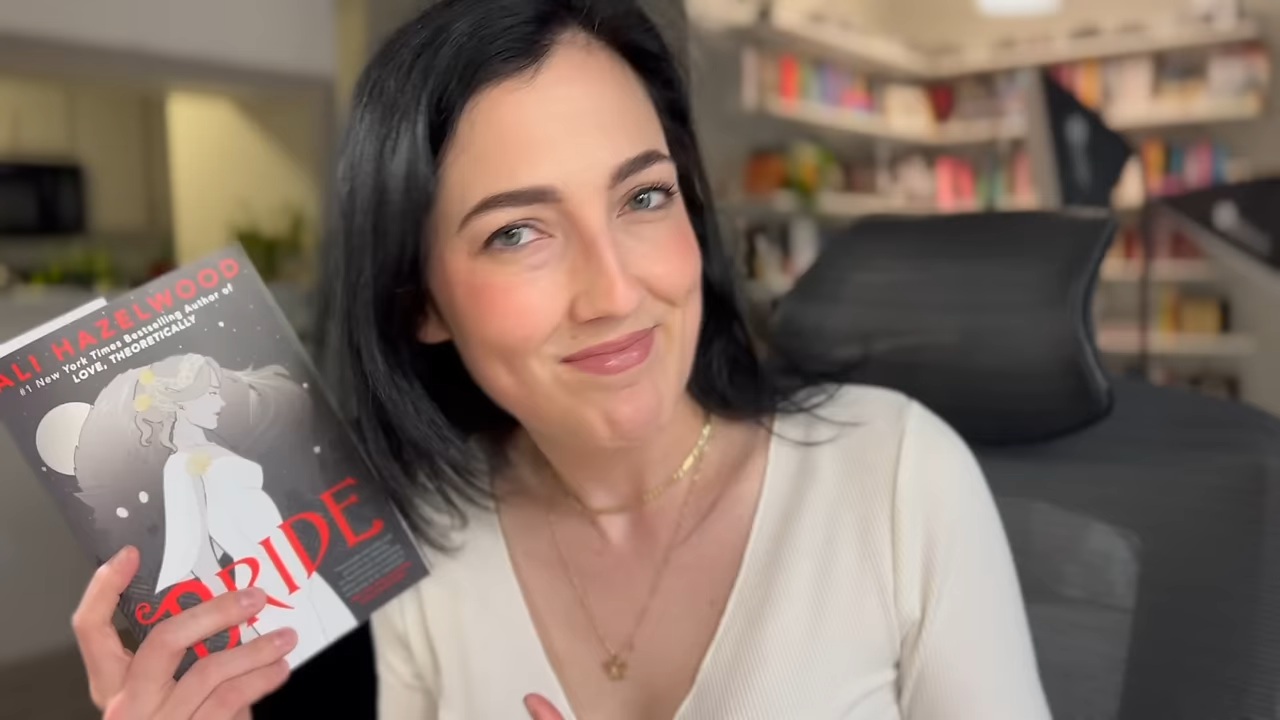 ALI HAZELWOOD
#1 New York Times Bestselling Author of
LOVE, THEORETICALLY
BRIDE